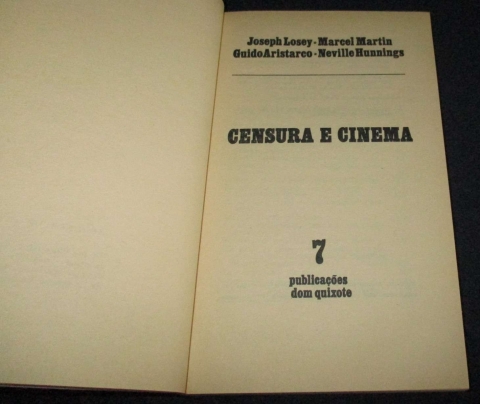 Joseph Losey-Marcel Martin
Guido Aristarco-Neville Hunnings
CENSURA E CINEMA
7
publicações
dom quixote